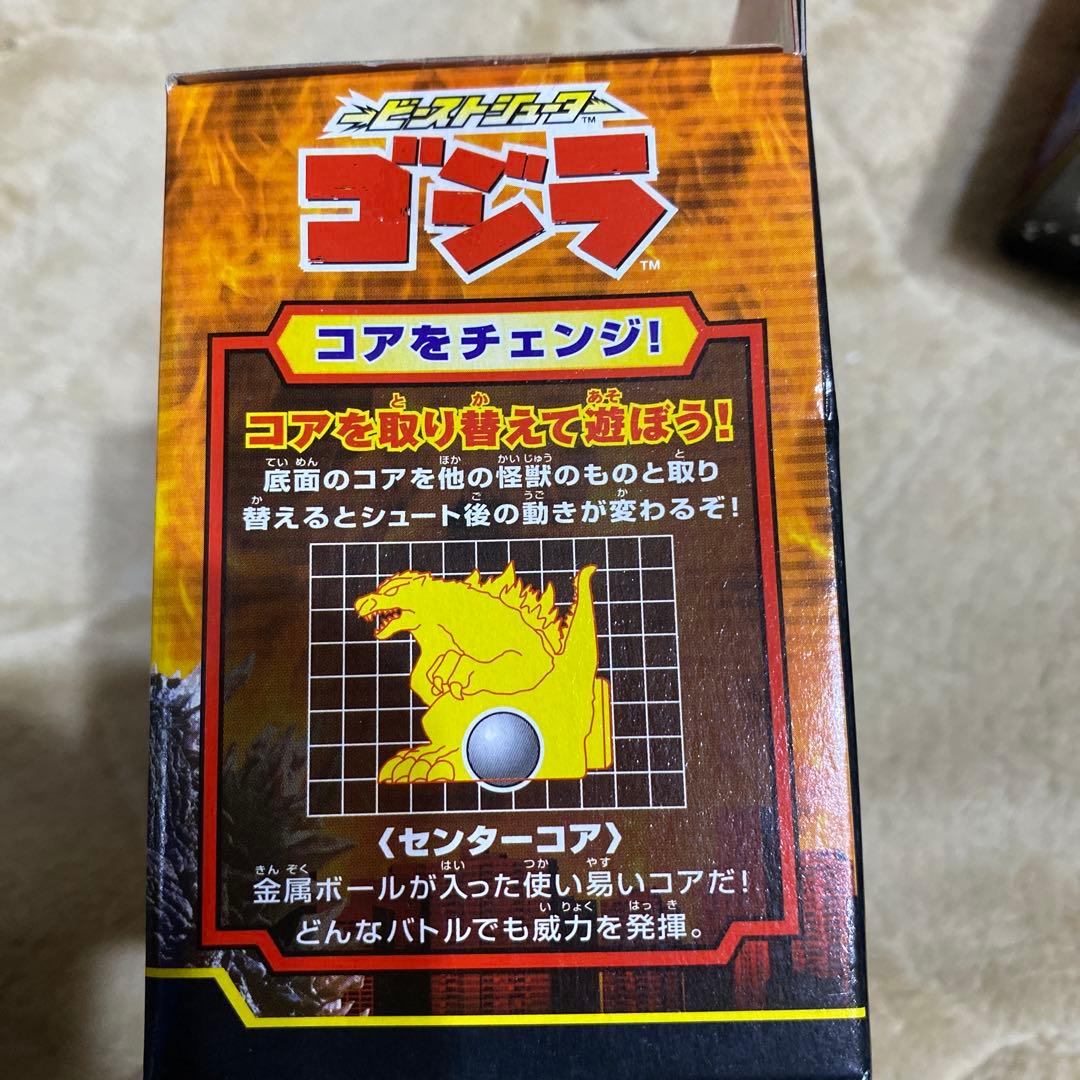 ビーストシューター™
ゴジラ™
コアをチェンジ!
コアを取り替えて遊ぼう!
底面のコアを他の怪獣のものと取り
替えるとシュート後の動きが変わるぞ!
〈センターコア〉
金属ボールが入った使い易いコアだ!
どんなバトルでも威力を発揮。